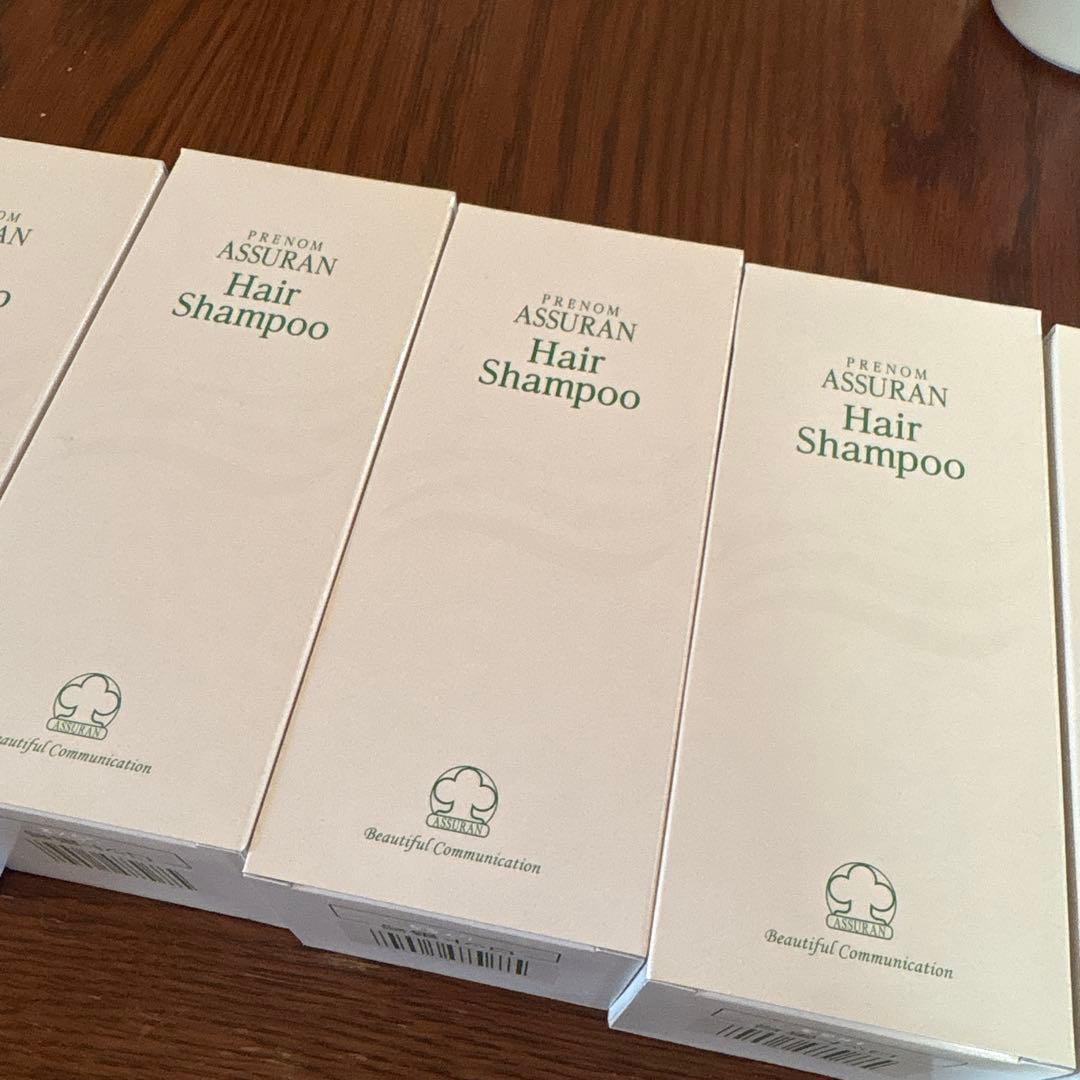 PRENOM
ASSURAN
Hair
Shampoo
ASSURAN
Beautiful Communication
PRENOM
ASSURAN
Hair
Shampoo
ASSURAN
Beautiful Communication
PRENOM
ASSURAN
Hair
Shampoo
ASSURAN
Beautiful Communication